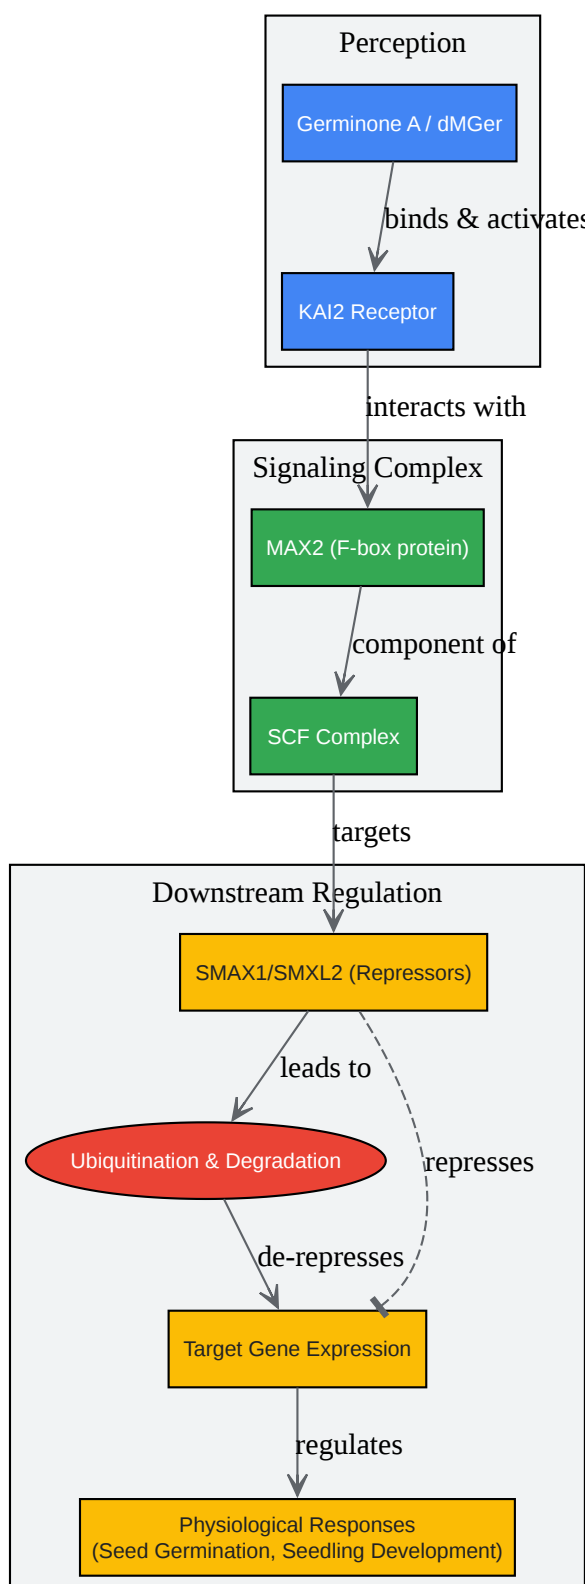 Perception
Germinone A / dMGer
binds & activates
KAI2 Receptor
interacts with
Signaling Complex
MAX2 (F-box protein)
component of
SCF Complex
targets
Downstream Regulation
SMAX1/SMXL2 (Repressors)
leads to
Ubiquitination & Degradation
represses
de-represses
Target Gene Expression
regulates
Physiological Responses
(Seed Germination, Seedling Development)